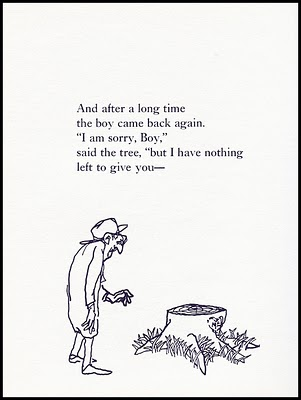 And after a long time
the boy came back again.
“I am sorry, Boy,”
said the tree, “but I have nothing
left to give you—